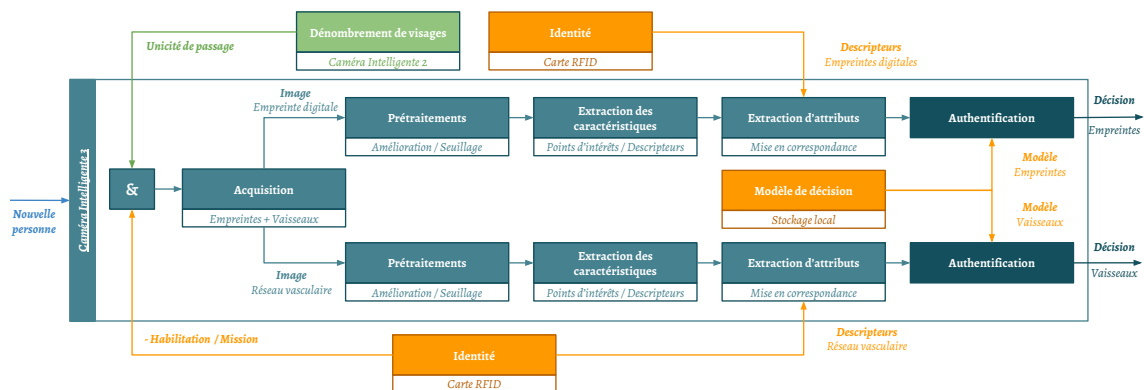 Dénombrement de visages
Caméra Intelligente 2
Identité
Carte RFID
Unicité de passage
Descripteurs
Empreintes digitales
Caméra Intelligente 3
Image
Empreinte digitale
Prétraitements
Amélioration / Seuillage
Extraction des
caractéristiques
Points d'intérêts / Descripteurs
Extraction d'attributs
Mise en correspondance
Authentification
Décision
Empreintes
Nouvelle
personne
&
Acquisition
Empreintes + Vaisseaux
Modèle de décision
Stockage local
Modèle
Empreintes
Modèle
Vaisseaux
Image
Réseau vasculaire
Prétraitements
Amélioration / Seuillage
Extraction des
caractéristiques
Points d'intérêts / Descripteurs
Extraction d'attributs
Mise en correspondance
Authentification
Décision
Vaisseaux
- Habilitation / Mission
Identité
Carte RFID
Descripteurs
Réseau vasculaire